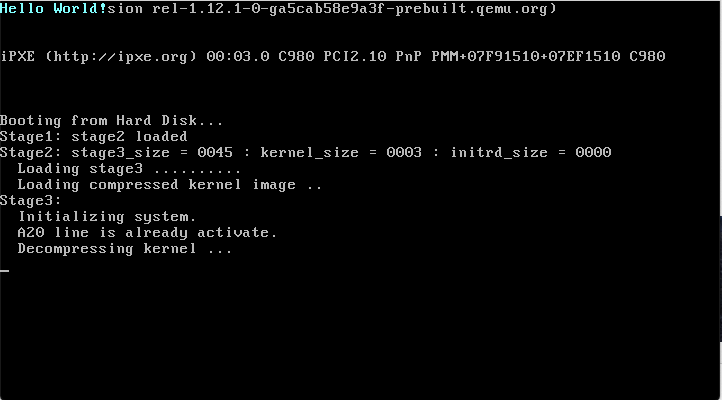 Hello World!sion rel-1.12.1-0-ga5cab58e9a3f-prebuilt.qemu.org)
iPXE (http://ipxe.org) 00:03.0 C980 PCI2.10 PnP PMM+07F91510+07EF1510 C980
Booting from Hard Disk...
Stage1: stage2 loaded
Stage2: stage3_size = 0045 : kernel_size = 0003 : initrd_size = 0000
Loading stage3 ..........
Loading compressed kernel image ..
Stage3:
Initializing system.
A20 line is already activate.
Decompressing kernel ...